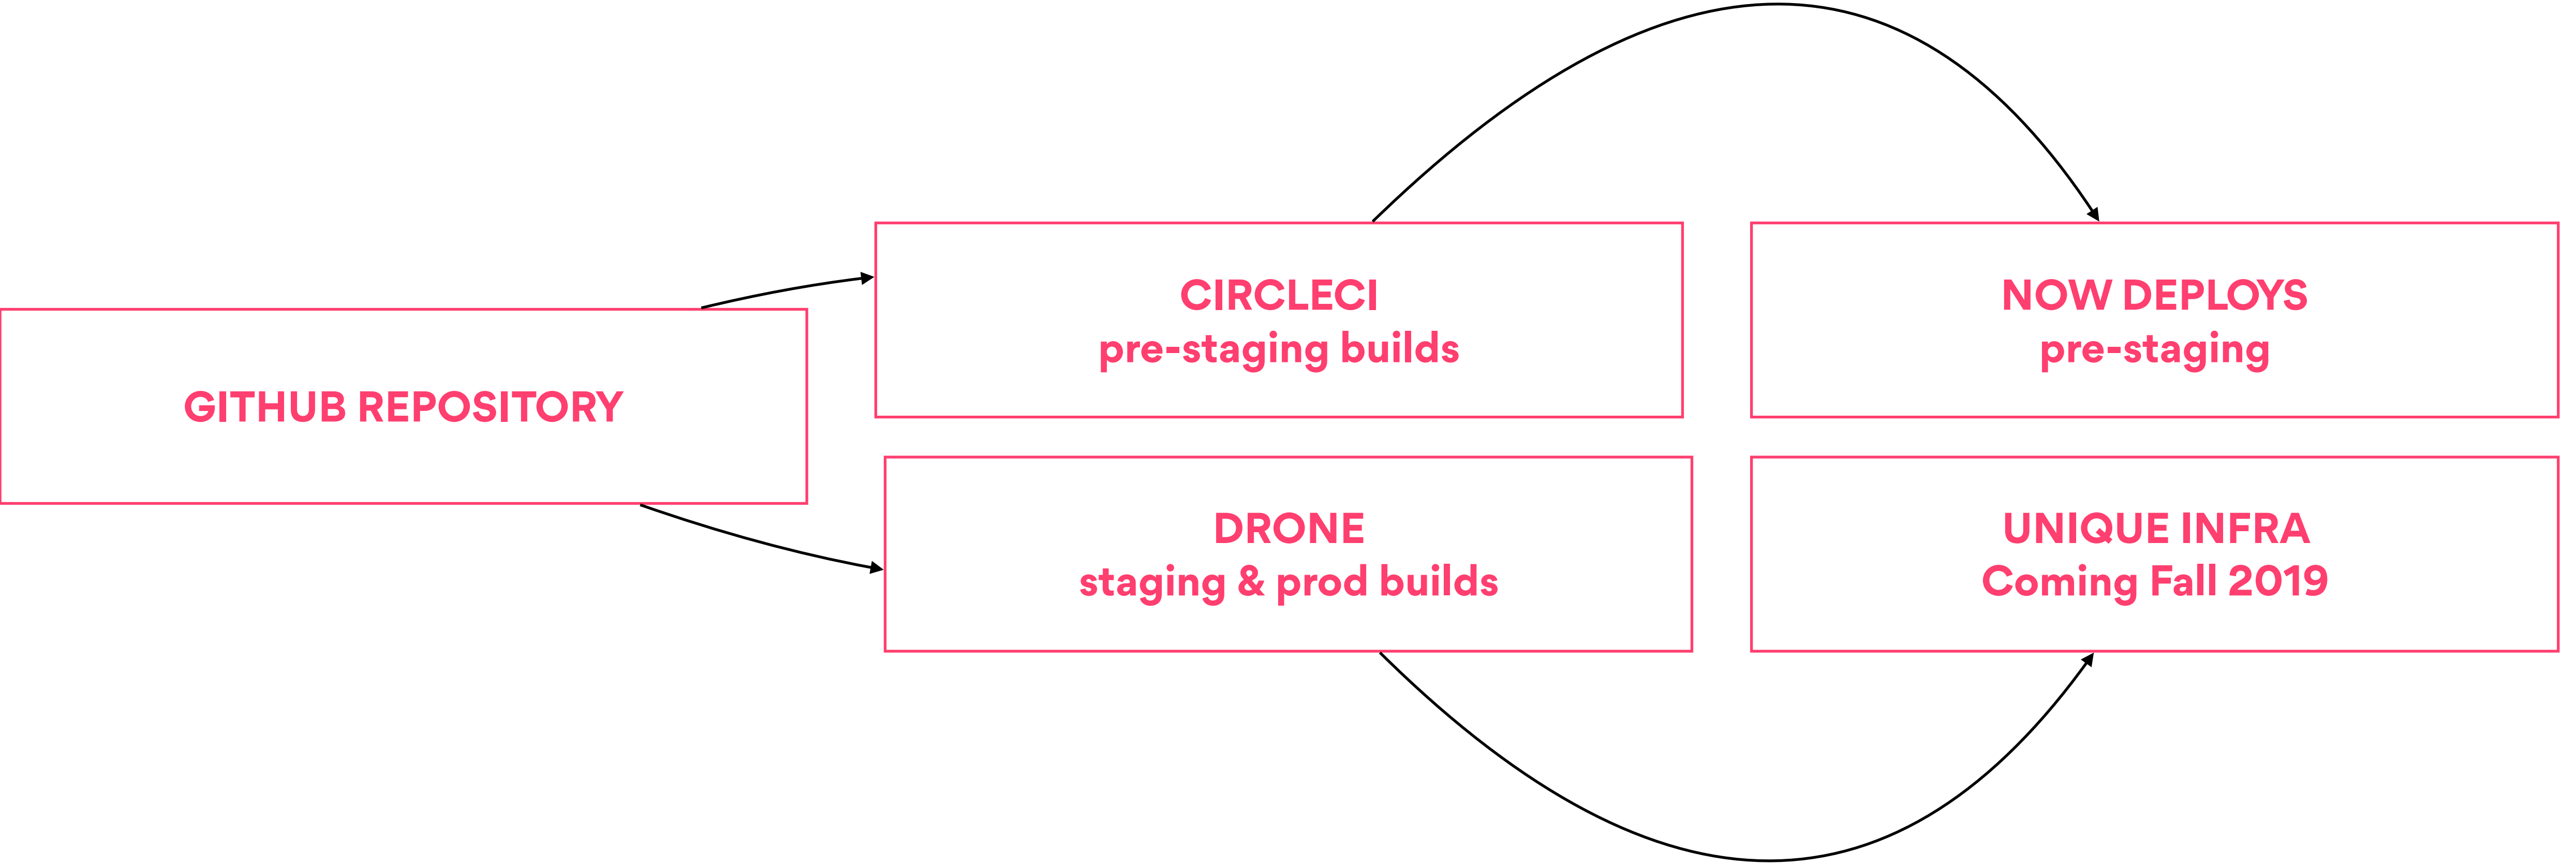 GITHUB REPOSITORY
CIRCLECI
pre-staging builds
NOW DEPLOYS
pre-staging
DRONE
staging & prod builds
UNIQUE INFRA
Coming Fall 2019